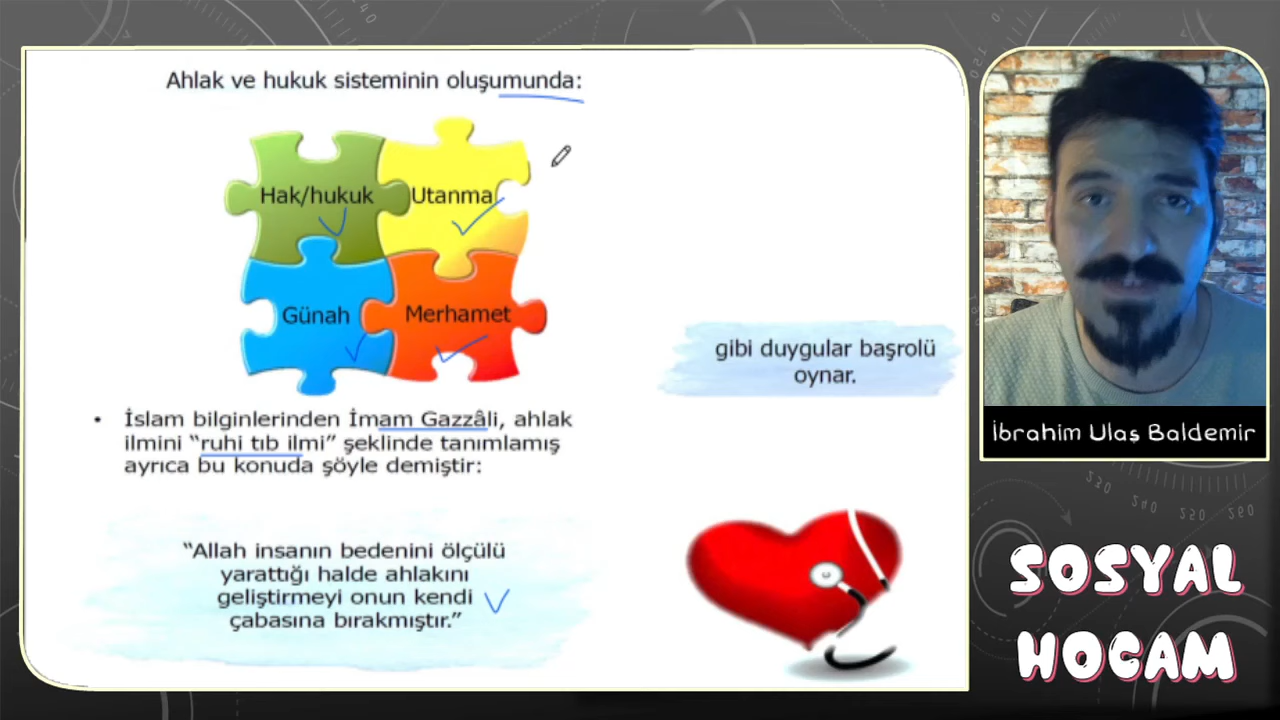 Ahlak ve hukuk sisteminin oluşumunda:
Hak/hukuk
Utanma
Günah
Merhamet
gibi duygular başrolü
oynar.
• İslam bilginlerinden İmam Gazzâli, ahlak
ilmini “ruhi tıb ilmi” şeklinde tanımlamış
ayrıca bu konuda şöyle demiştir:
“Allah insanın bedenini ölçülü
yarattığı halde ahlakını
geliştirmeyi onun kendi
çabasına bırakmıştır.”
İbrahim Ulaş Baldemir
SOSYAL
HOCAM